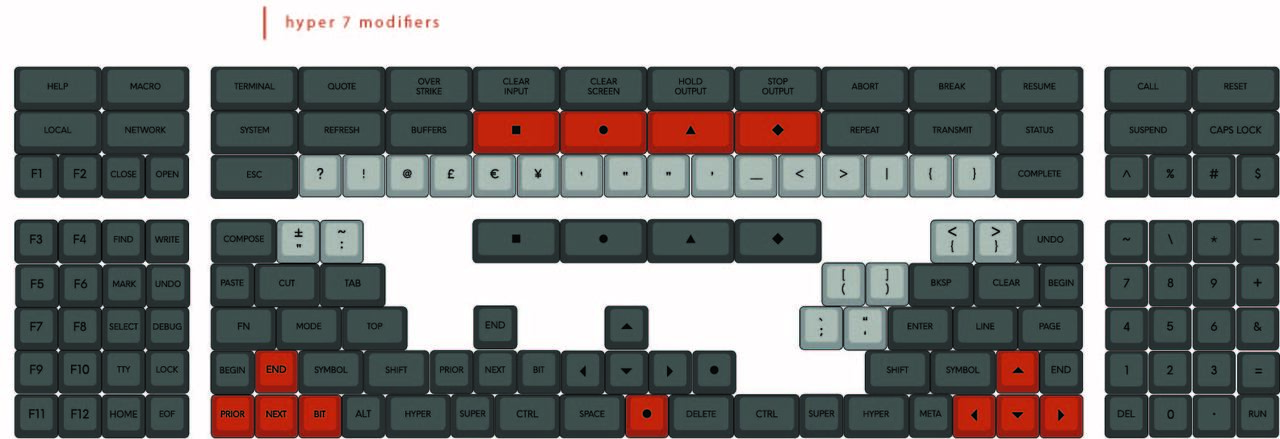 hyper 7 modifiers
HELP MACRO TERMINAL QUOTE OVER STRIKE CLEAR INPUT CLEAR SCREEN HOLD OUTPUT STOP OUTPUT ABORT BREAK RESUME CALL RESET
LOCAL NETWORK SYSTEM REFRESH BUFFERS ■ ● ▲ ◆ REPEAT TRANSMIT STATUS SUSPEND CAPS LOCK
F1 F2 CLOSE OPEN ESC ? ! @ £ € ¥ ' " " ' _ < > | { } COMPLETE ^ % # $
F3 F4 FIND WRITE COMPOSE ± " ~ : ■ ● ▲ ◆ < { > } UNDO ~ \ * −
F5 F6 MARK UNDO PASTE CUT TAB [ ( ] ) BKSP CLEAR BEGIN 7 8 9 +
F7 F8 SELECT DEBUG FN MODE TOP END ▲ ` ; " ' ENTER LINE PAGE 4 5 6 &
F9 F10 TTY LOCK BEGIN END SYMBOL SHIFT PRIOR NEXT BIT ◀ ▼ ▶ ● SHIFT SYMBOL ▲ END 1 2 3 =
F11 F12 HOME EOF PRIOR NEXT BIT ALT HYPER SUPER CTRL SPACE ● DELETE CTRL SUPER HYPER META ◀ ▼ ▶ DEL 0 · RUN